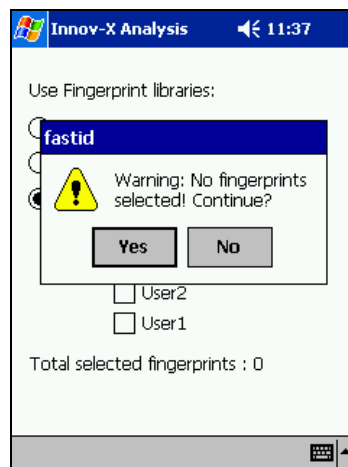 Innov-X Analysis 11:37
Use Fingerprint libraries:
fastid
Warning: No fingerprints
selected! Continue?
Yes No
User2
User1
Total selected fingerprints : 0